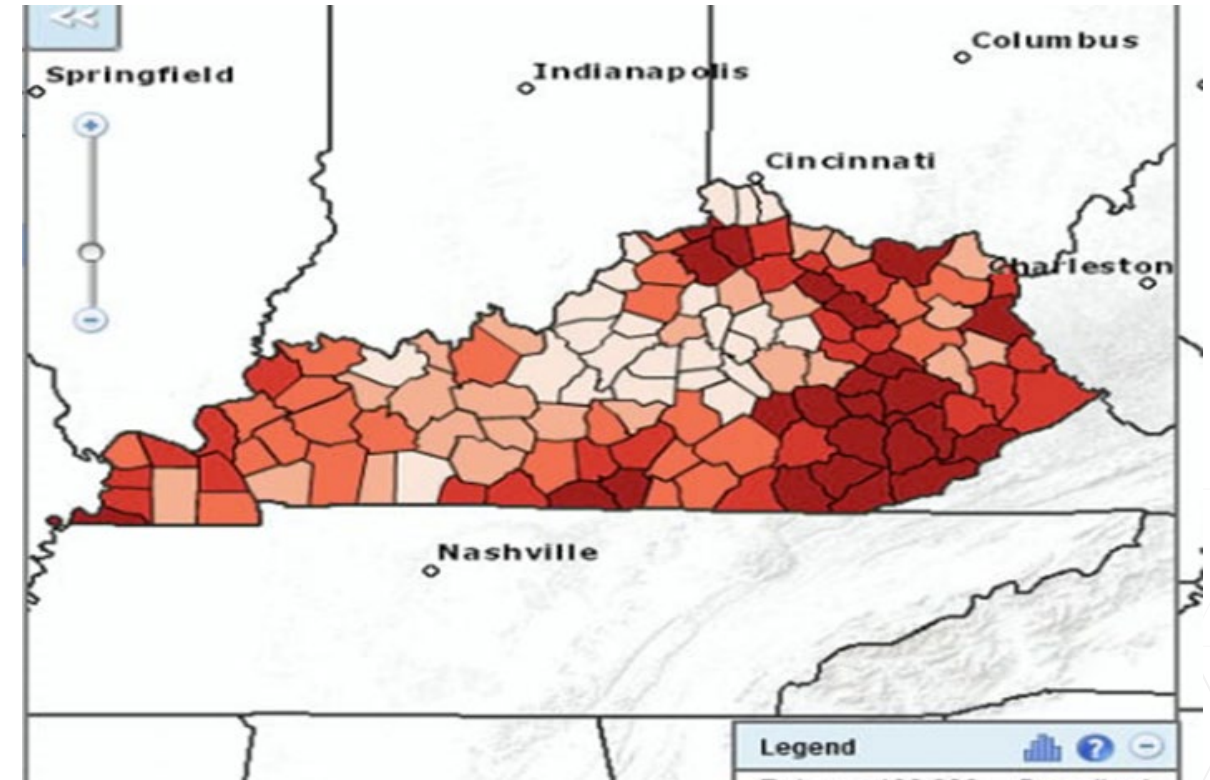 Columbus
Springfield
Indianapolis
Cincinnati
Charleston
Nashville
Legend
?